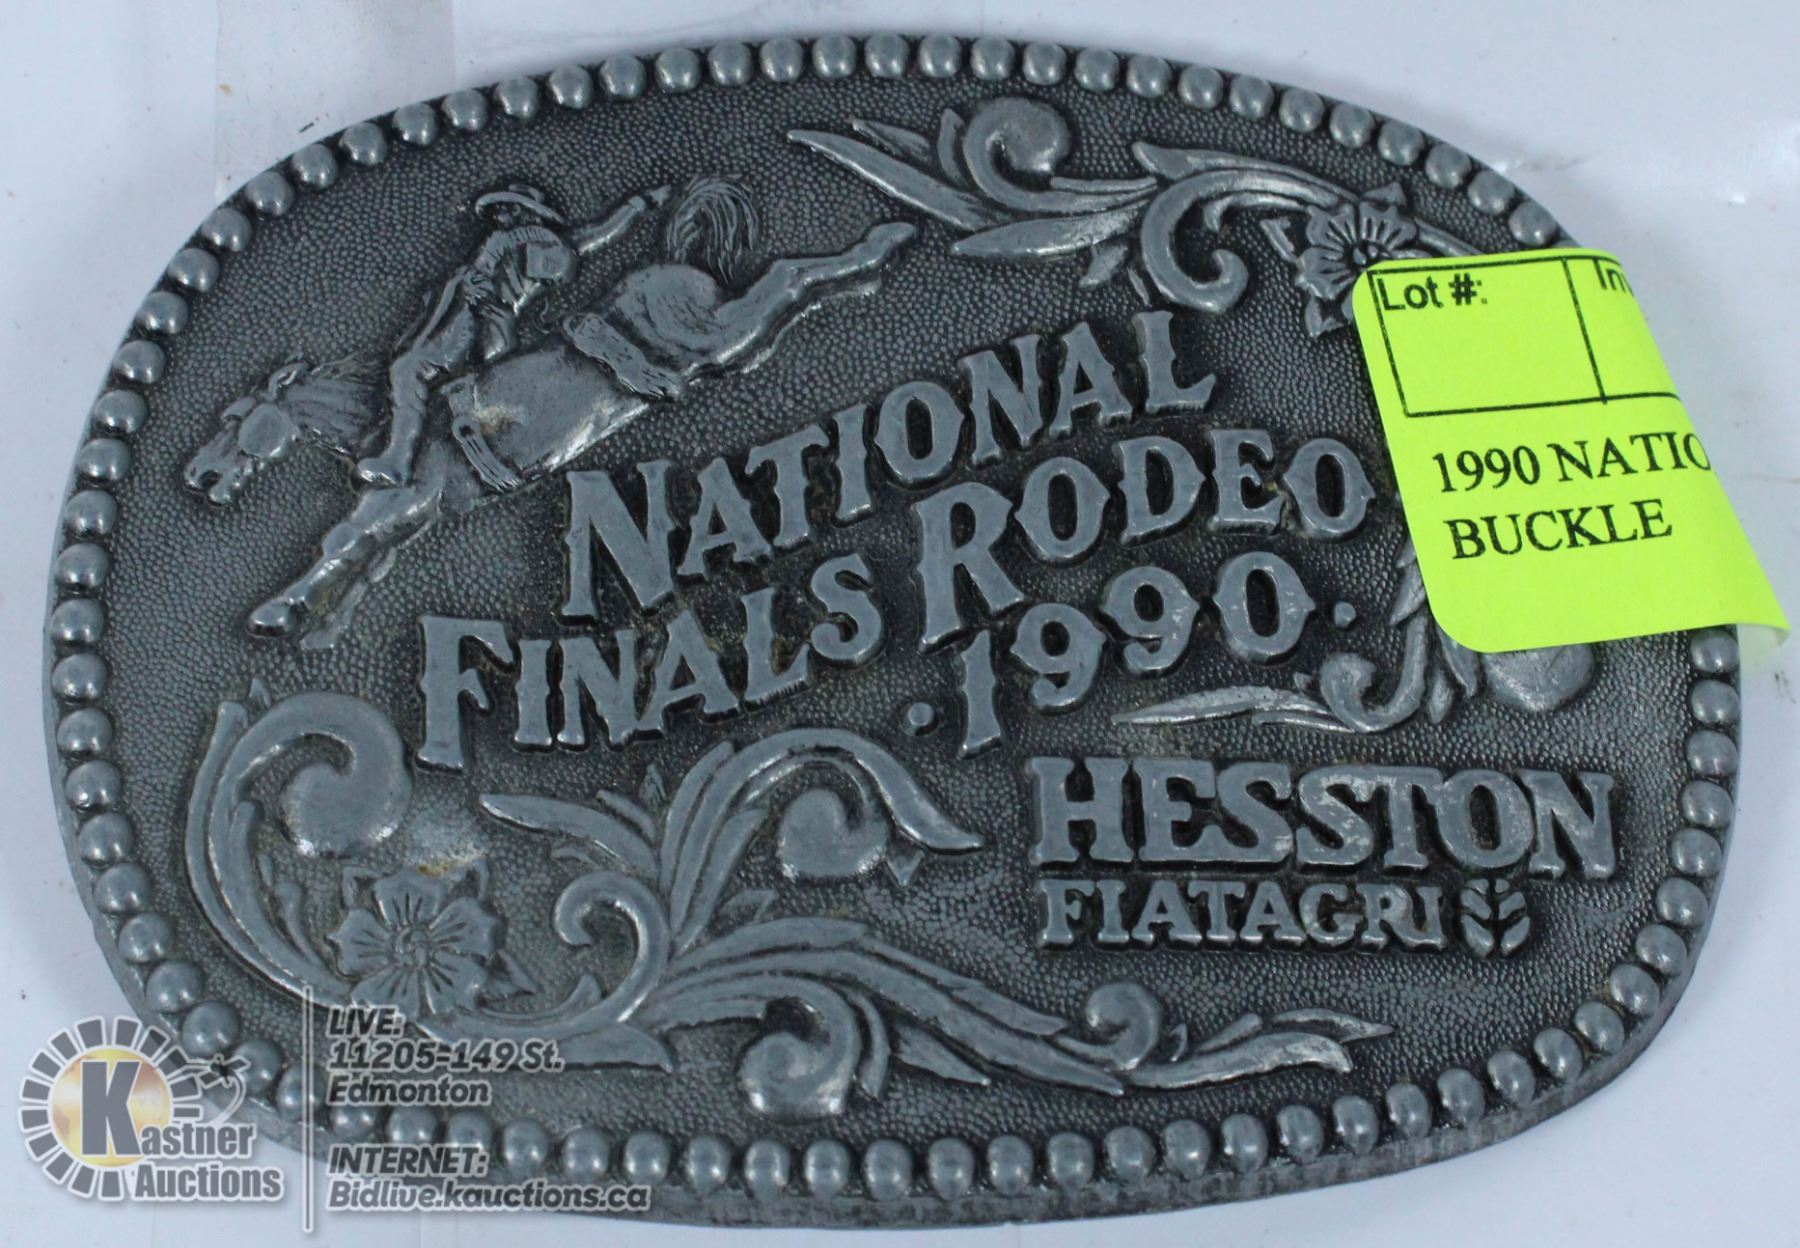 NATIONAL
FINALS RODEO
·1990·
HESSTON
FIATAGRI
Lot #:
1990 NATIO
BUCKLE
Kastner
Auctions
LIVE:
11205-149 St.
Edmonton
INTERNET:
Bidlive.kauctions.ca